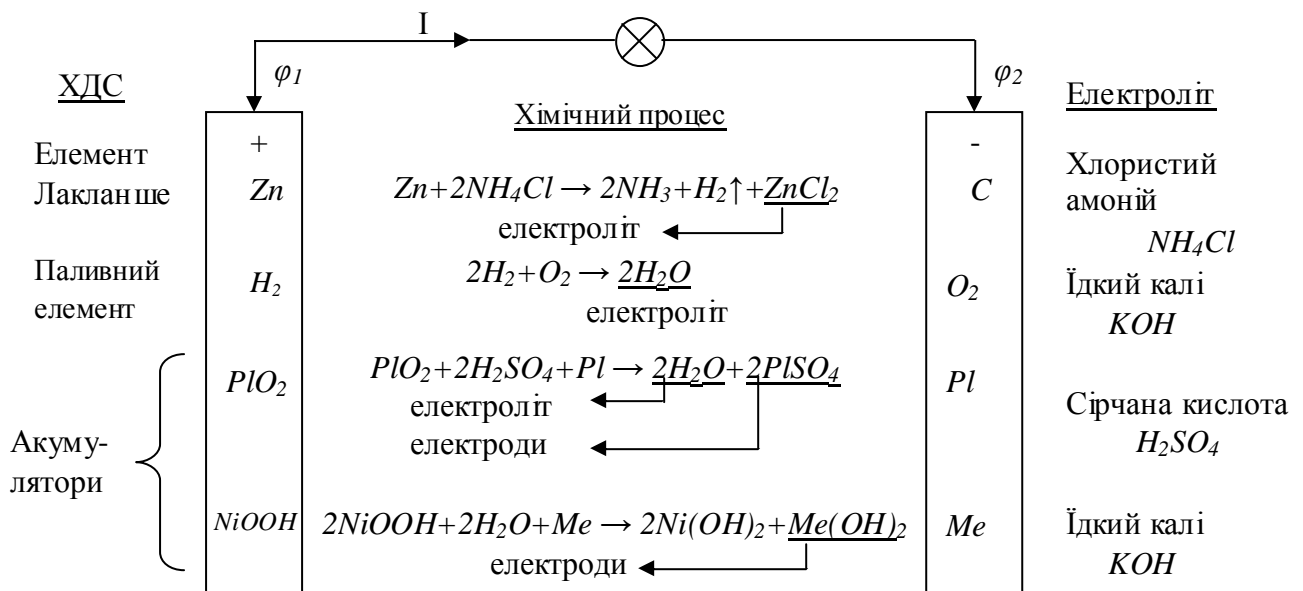 I
φ1 φ2
ХДС Хімічний процес Електроліт
+ -
Елемент
Лакланше
Zn Zn+2NH4Cl → 2NH3+H2↑+ZnCl2 C
електроліт
Хлористий
амоній
NH4Cl
Паливний
елемент
H2 2H2+O2 → 2H2O O2
електроліт
Їдкий калі
KOH
Акуму-
лятори
PlO2 PlO2+2H2SO4+Pl → 2H2O+2PlSO4 Pl
електроліт
електроди
Сірчана кислота
H2SO4
NiOOH 2NiOOH+2H2O+Me → 2Ni(OH)2+Me(OH)2 Me
електроди
Їдкий калі
KOH